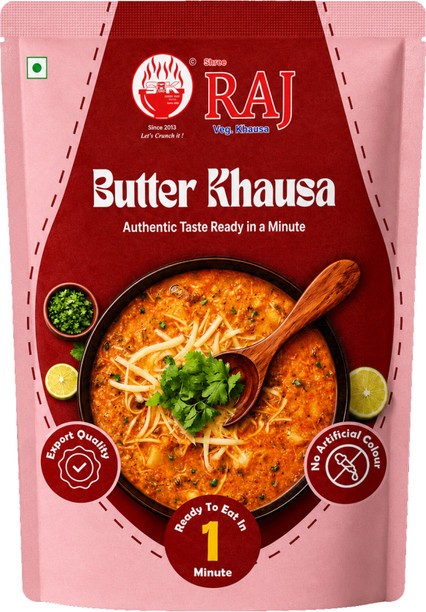 ©
Shree
RAJ
Veg. Khausa
SRK
Since 2013
Let's Crunch it !
Butter Khausa
Authentic Taste Ready in a Minute
Export Quality
No Artificial Colour
Ready To Eat In
1
Minute